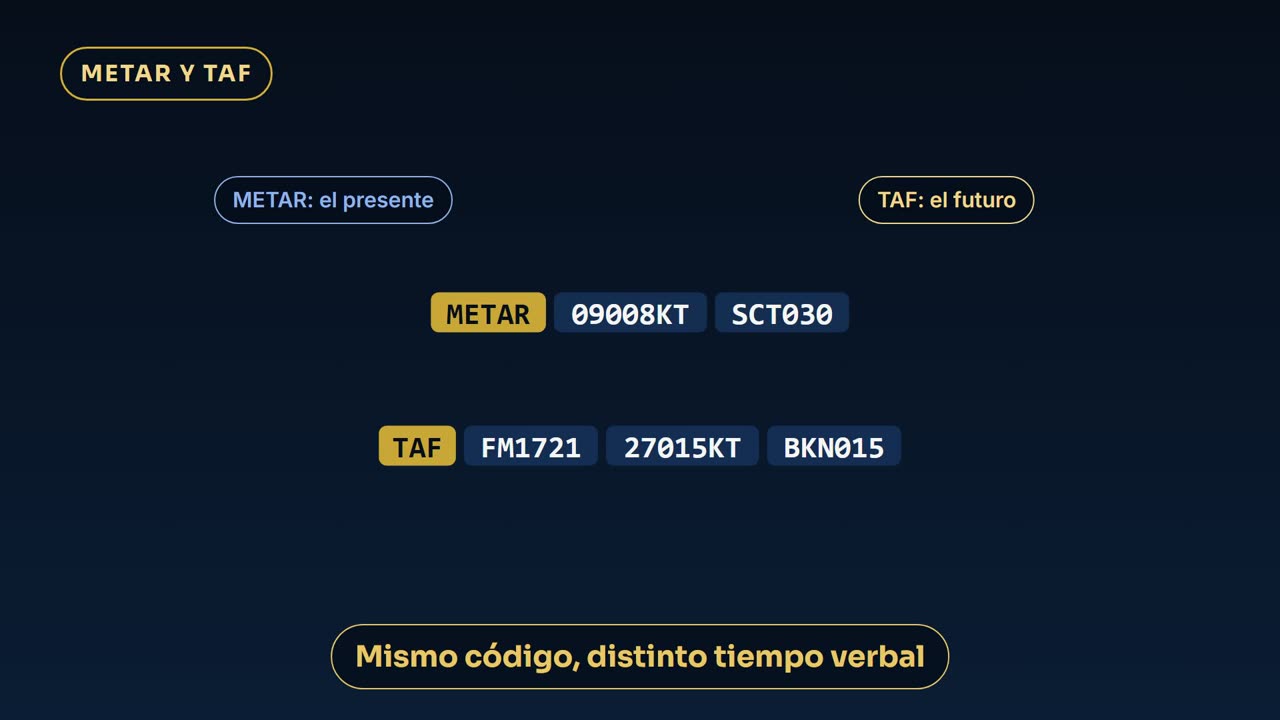 METAR Y TAF
METAR: el presente
TAF: el futuro
METAR 09008KT SCT030
TAF FM1721 27015KT BKN015
Mismo código, distinto tiempo verbal